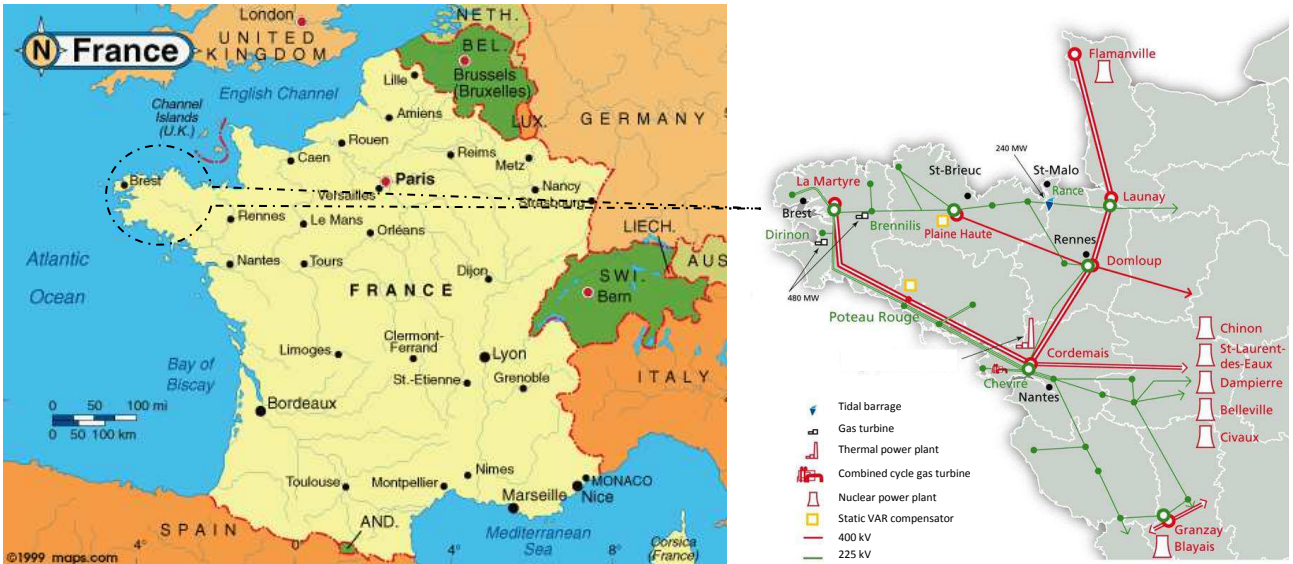 London
UNITED
KINGDOM
NETH.
N France
BEL.
Brussels
(Bruxelles)
Lille
English Channel
Channel
Islands
(U.K.)
Amiens
LUX.
GERMANY
Rouen
Caen
Reims
Metz
Paris
Versailles
Nancy
Strasbourg
Brest
Rennes
Le Mans
Orléans
LIECH.
AUS
Atlantic
Ocean
Nantes
Tours
Dijon
SWI.
Bern
FRANCE
Bay of
Biscay
Limoges
Clermont-
Ferrand
Lyon
St.-Etienne
Grenoble
ITALY
0 50 100 mi
0 50 100 km
Bordeaux
Nimes
MONACO
Toulouse
Montpellier
Nice
Marseille
SPAIN
AND.
Mediterranean
Sea
Corsica
(France)
4°
0
4°
8°
©1999 maps.com
Flamanville
240 MW
St-Brieuc
St-Malo
La Martyre
Rance
Launay
Brest
Brennilis
Plaine Haute
Dirinon
Rennes
Domloup
480 MW
Poteau Rouge
Chinon
Cordemais
St-Laurent-
des-Eaux
Cheviré
Dampierre
Nantes
Belleville
Civaux
Tidal barrage
Gas turbine
Thermal power plant
Combined cycle gas turbine
Nuclear power plant
Static VAR compensator
400 kV
225 kV
Granzay
Blayais